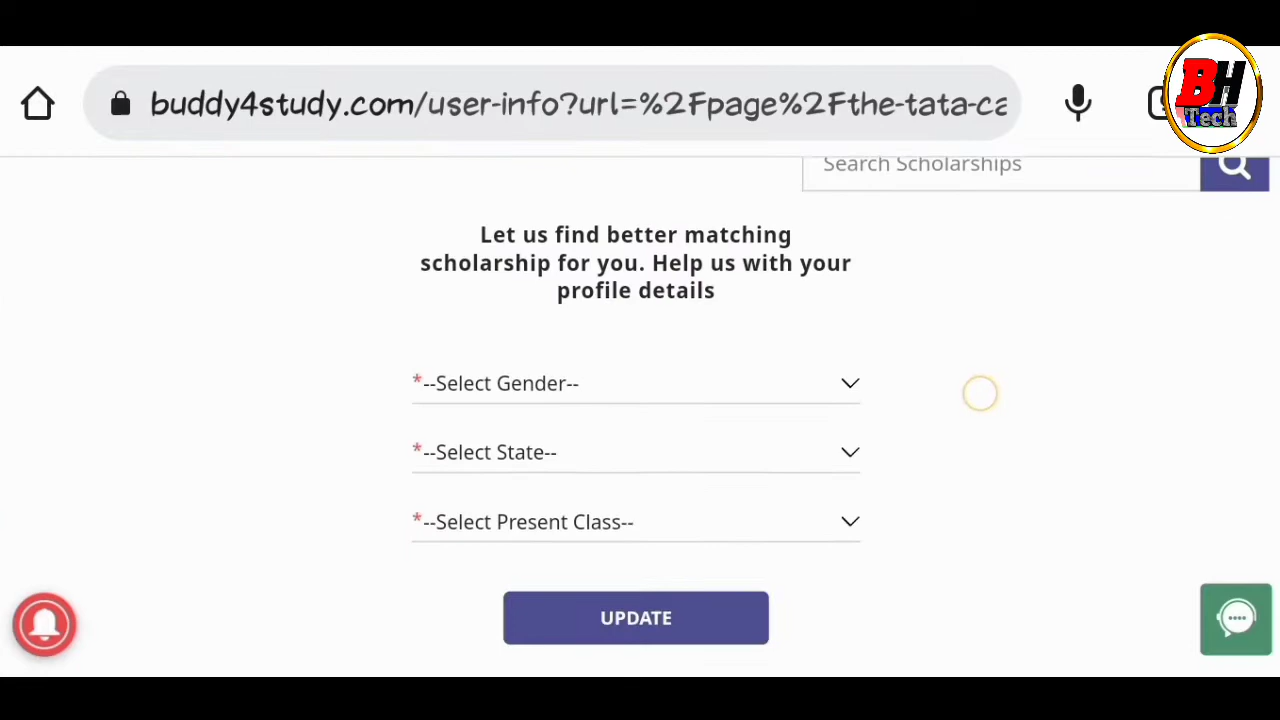 buddy4study.com/user-info?url=%2Fpage%2Fthe-tata-ca
BH
Tech
Search Scholarships
Let us find better matching
scholarship for you. Help us with your
profile details
*--Select Gender--
*--Select State--
*--Select Present Class--
UPDATE